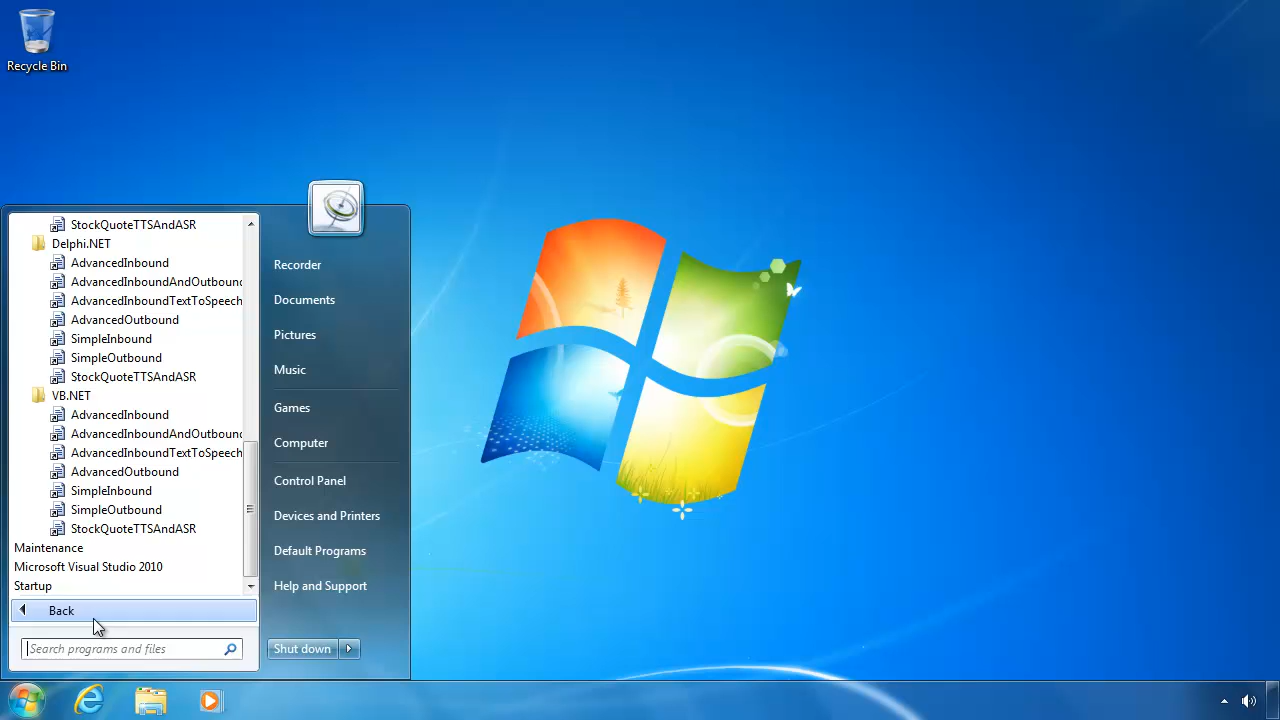 Recycle Bin
StockQuoteTTSAndASR
Delphi.NET
AdvancedInbound
AdvancedInboundAndOutbound
AdvancedInboundTextToSpeech
AdvancedOutbound
SimpleInbound
SimpleOutbound
StockQuoteTTSAndASR
VB.NET
AdvancedInbound
AdvancedInboundAndOutbound
AdvancedInboundTextToSpeech
AdvancedOutbound
SimpleInbound
SimpleOutbound
StockQuoteTTSAndASR
Maintenance
Microsoft Visual Studio 2010
Startup
Back
Search programs and files
Recorder
Documents
Pictures
Music
Games
Computer
Control Panel
Devices and Printers
Default Programs
Help and Support
Shut down